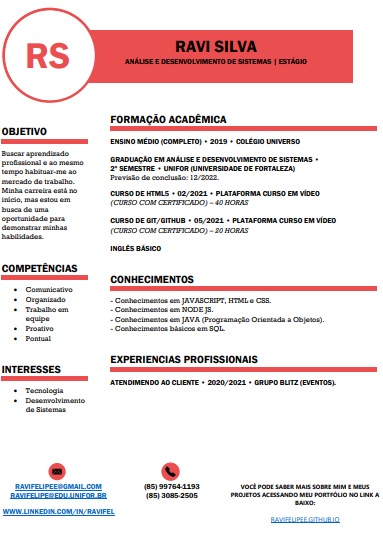 RS
RAVI SILVA
ANÁLISE E DESENVOLVIMENTO DE SISTEMAS | ESTÁGIO
OBJETIVO
Buscar aprendizado
profissional e ao mesmo
tempo habituar-me ao
mercado de trabalho.
Minha carreira está no
início, mas estou em
busca de uma
oportunidade para
demonstrar minhas
habilidades.
COMPETÊNCIAS
• Comunicativo
• Organizado
• Trabalho em
equipe
• Proativo
• Pontual
INTERESSES
• Tecnologia
• Desenvolvimento
de Sistemas
FORMAÇÃO ACADÊMICA
ENSINO MÉDIO (COMPLETO) • 2019 • COLÉGIO UNIVERSO
GRADUAÇÃO EM ANÁLISE E DESENVOLVIMENTO DE SISTEMAS •
2° SEMESTRE • UNIFOR (UNIVERSIDADE DE FORTALEZA)
Previsão de conclusão: 12/2022.
CURSO DE HTML5 • 02/2021 • PLATAFORMA CURSO EM VÍDEO
(CURSO COM CERTIFICADO) – 40 HORAS
CURSO DE GIT/GITHUB • 05/2021 • PLATAFORMA CURSO EM VÍDEO
(CURSO COM CERTIFICADO) – 20 HORAS
INGLÊS BÁSICO
CONHECIMENTOS
- Conhecimentos em JAVASCRIPT, HTML e CSS.
- Conhecimentos em NODE JS.
- Conhecimentos em JAVA (Programação Orientada a Objetos).
- Conhecimentos básicos em SQL.
EXPERIENCIAS PROFISSIONAIS
ATENDIMENTO AO CLIENTE • 2020/2021 • GRUPO BLITZ (EVENTOS).
RAVIFELIPEE@GMAIL.COM
RAVIFELIPE@EDU.UNIFOR.BR
WWW.LINKEDIN.COM/IN/RAVIFEL
(85) 99764-1193
(85) 3085-2505
VOCÊ PODE SABER MAIS SOBRE MIM E MEUS
PROJETOS ACESSANDO MEU PORTFÓLIO NO LINK A
BAIXO:
RAVIFELIPEE.GITHUB.IO